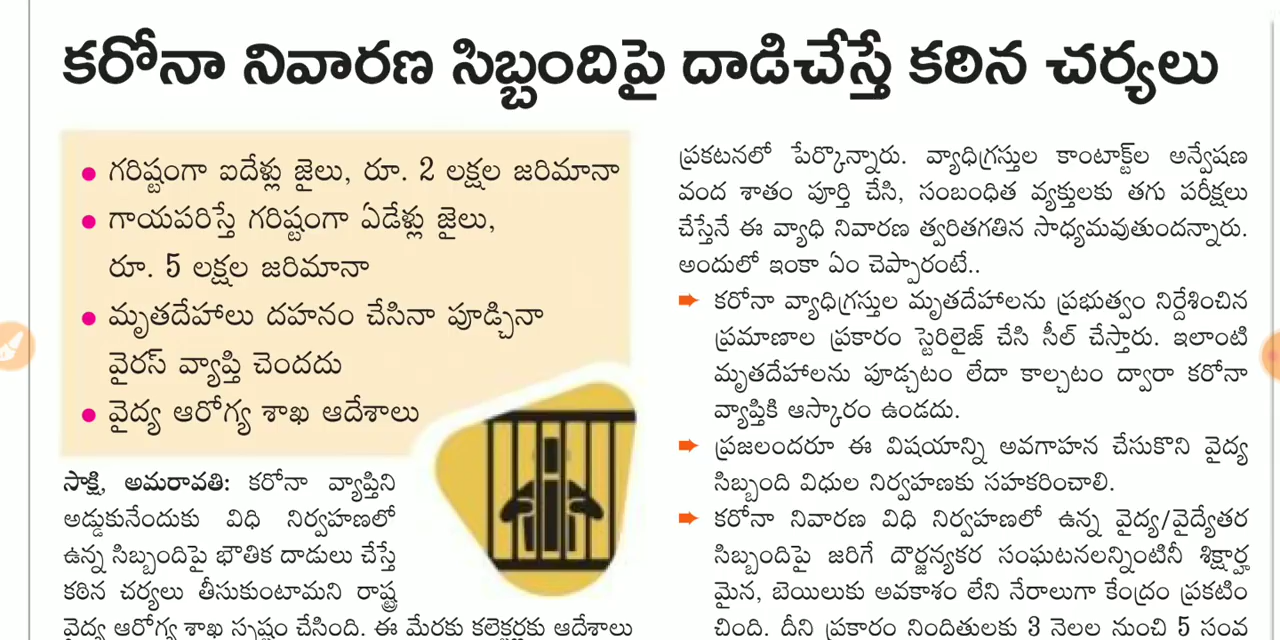 కరోనా నివారణ సిబ్బందిపై దాడిచేస్తే కఠిన చర్యలు
• గరిష్టంగా ఐదేళ్లు జైలు, రూ. 2 లక్షల జరిమానా
• గాయపరిస్తే గరిష్టంగా ఏడేళ్లు జైలు,
రూ. 5 లక్షల జరిమానా
• మృతదేహాలు దహనం చేసినా పూడ్చినా
వైరస్ వ్యాప్తి చెందదు
• వైద్య ఆరోగ్య శాఖ ఆదేశాలు
సాక్షి, అమరావతి: కరోనా వ్యాప్తిని
అడ్డుకునేందుకు విధి నిర్వహణలో
ఉన్న సిబ్బందిపై భౌతిక దాడులు చేస్తే
కఠిన చర్యలు తీసుకుంటామని రాష్ట్ర
వైద్య ఆరోగ్య శాఖ స్పష్టం చేసింది. ఈ మేరకు కలెక్టర్లకు ఆదేశాలు
ప్రకటనలో పేర్కొన్నారు. వ్యాధిగ్రస్తుల కాంటాక్ట్‌ల అన్వేషణ
వంద శాతం పూర్తి చేసి, సంబంధిత వ్యక్తులకు తగు పరీక్షలు
చేస్తేనే ఈ వ్యాధి నివారణ త్వరితగతిన సాధ్యమవుతుందన్నారు.
అందులో ఇంకా ఏం చెప్పారంటే..
కరోనా వ్యాధిగ్రస్తుల మృతదేహాలను ప్రభుత్వం నిర్దేశించిన
ప్రమాణాల ప్రకారం స్టెరిలైజ్ చేసి సీల్ చేస్తారు. ఇలాంటి
మృతదేహాలను పూడ్చటం లేదా కాల్చటం ద్వారా కరోనా
వ్యాప్తికి ఆస్కారం ఉండదు.
ప్రజలందరూ ఈ విషయాన్ని అవగాహన చేసుకొని వైద్య
సిబ్బంది విధుల నిర్వహణకు సహకరించాలి.
కరోనా నివారణ విధి నిర్వహణలో ఉన్న వైద్య/వైద్యేతర
సిబ్బందిపై జరిగే దౌర్జన్యకర సంఘటనలన్నింటినీ శిక్షార్హ
మైన, బెయిలుకు అవకాశం లేని నేరాలుగా కేంద్రం ప్రకటిం
చింది. దీని ప్రకారం నిందితులకు 3 నెలల నుంచి 5 సంవ